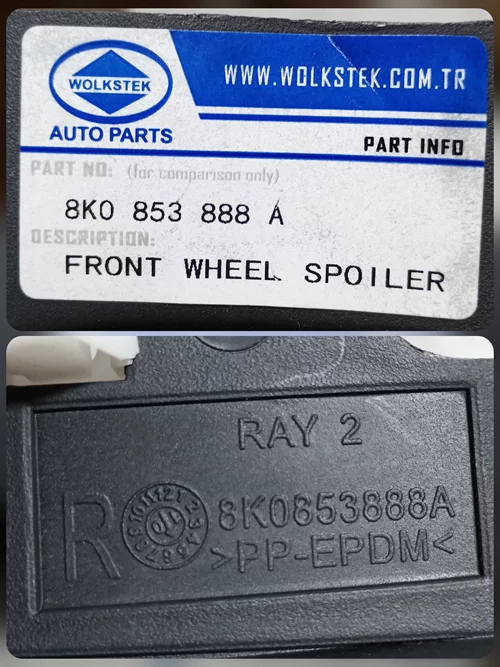 WOLKSTEK
AUTO PARTS
WWW.WOLKSTEK.COM.TR
PART INFO
PART NO: (for comparison only)
8K0 853 888 A
DESCRIPTION:
FRONT WHEEL SPOILER
RAY 2
R
8K0853888A
>PP-EPDM<